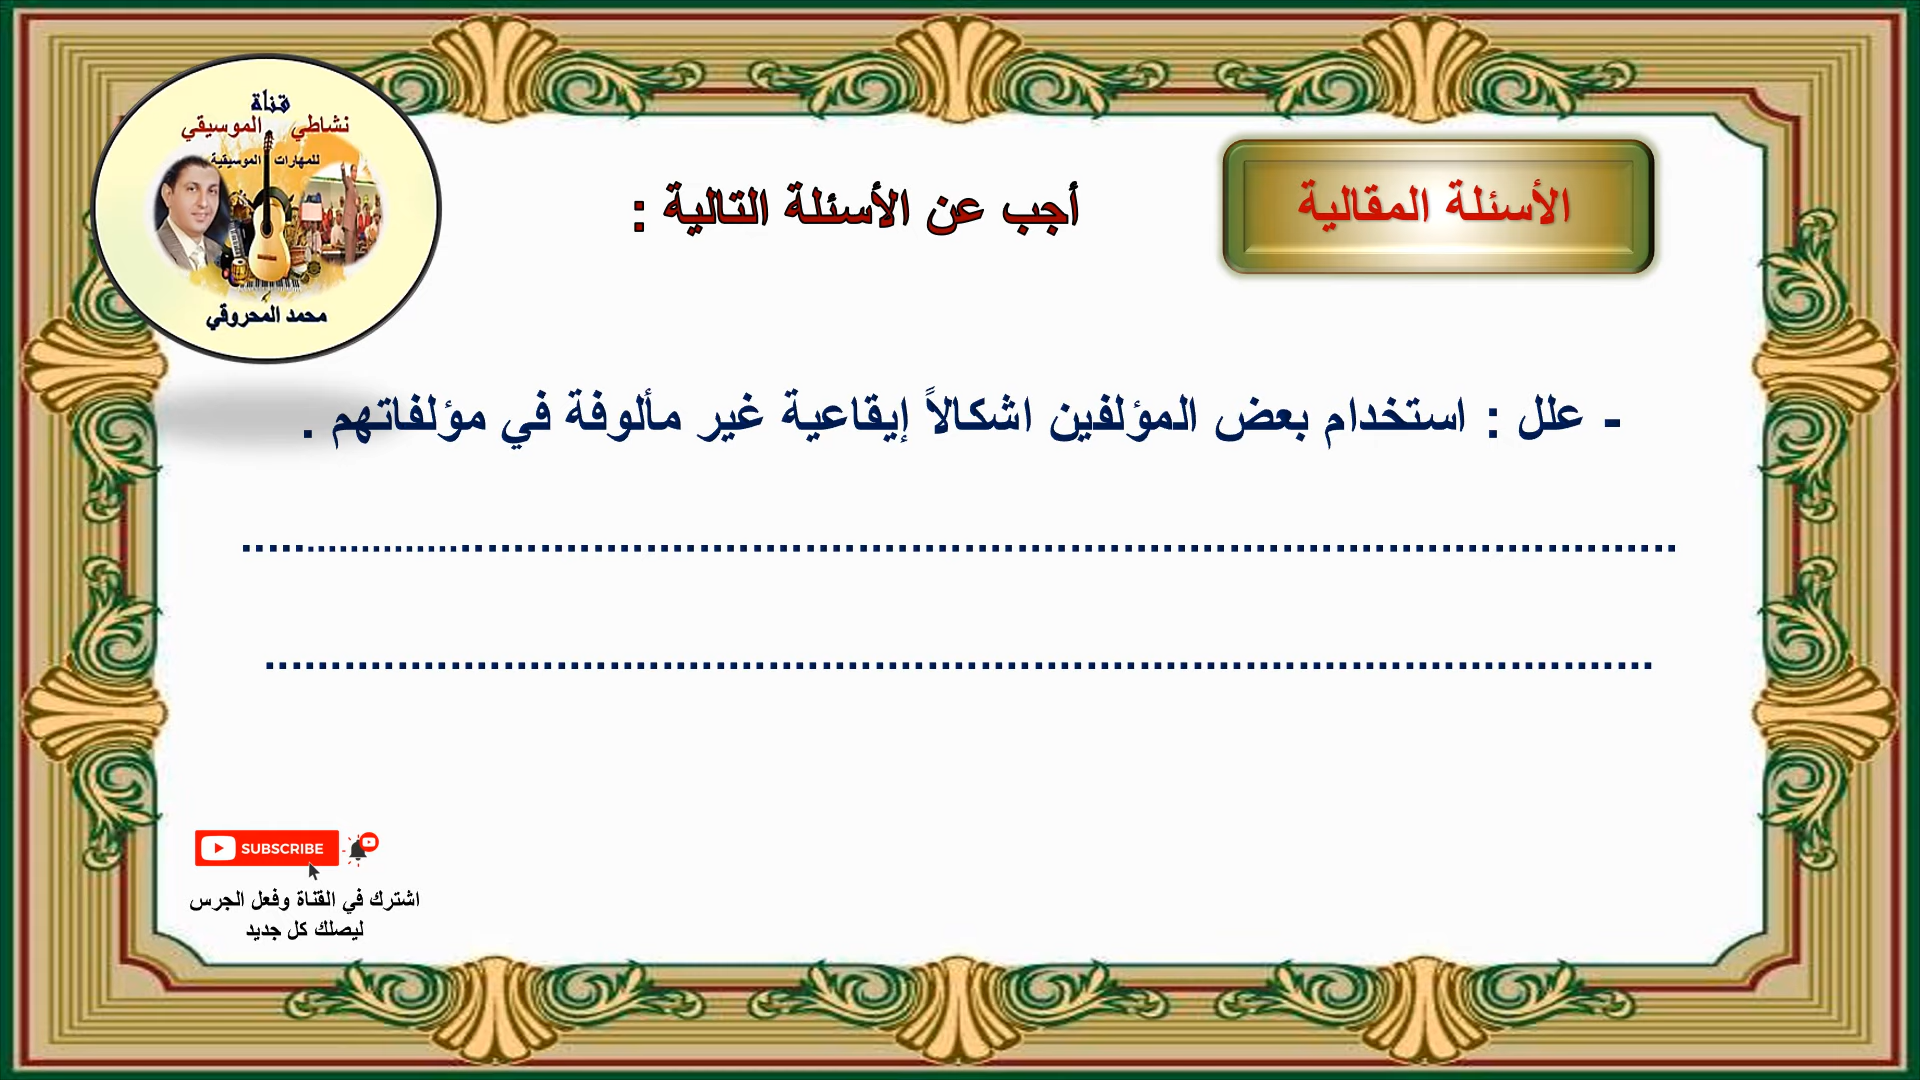 قناة
نشاطي الموسيقي
للمهارات الموسيقية
محمد المحروقي
الأسئلة المقالية
أجب عن الأسئلة التالية :
- علل : استخدام بعض المؤلفين اشكالاً إيقاعية غير مألوفة في مؤلفاتهم .
SUBSCRIBE
اشترك في القناة وفعل الجرس
ليصلك كل جديد